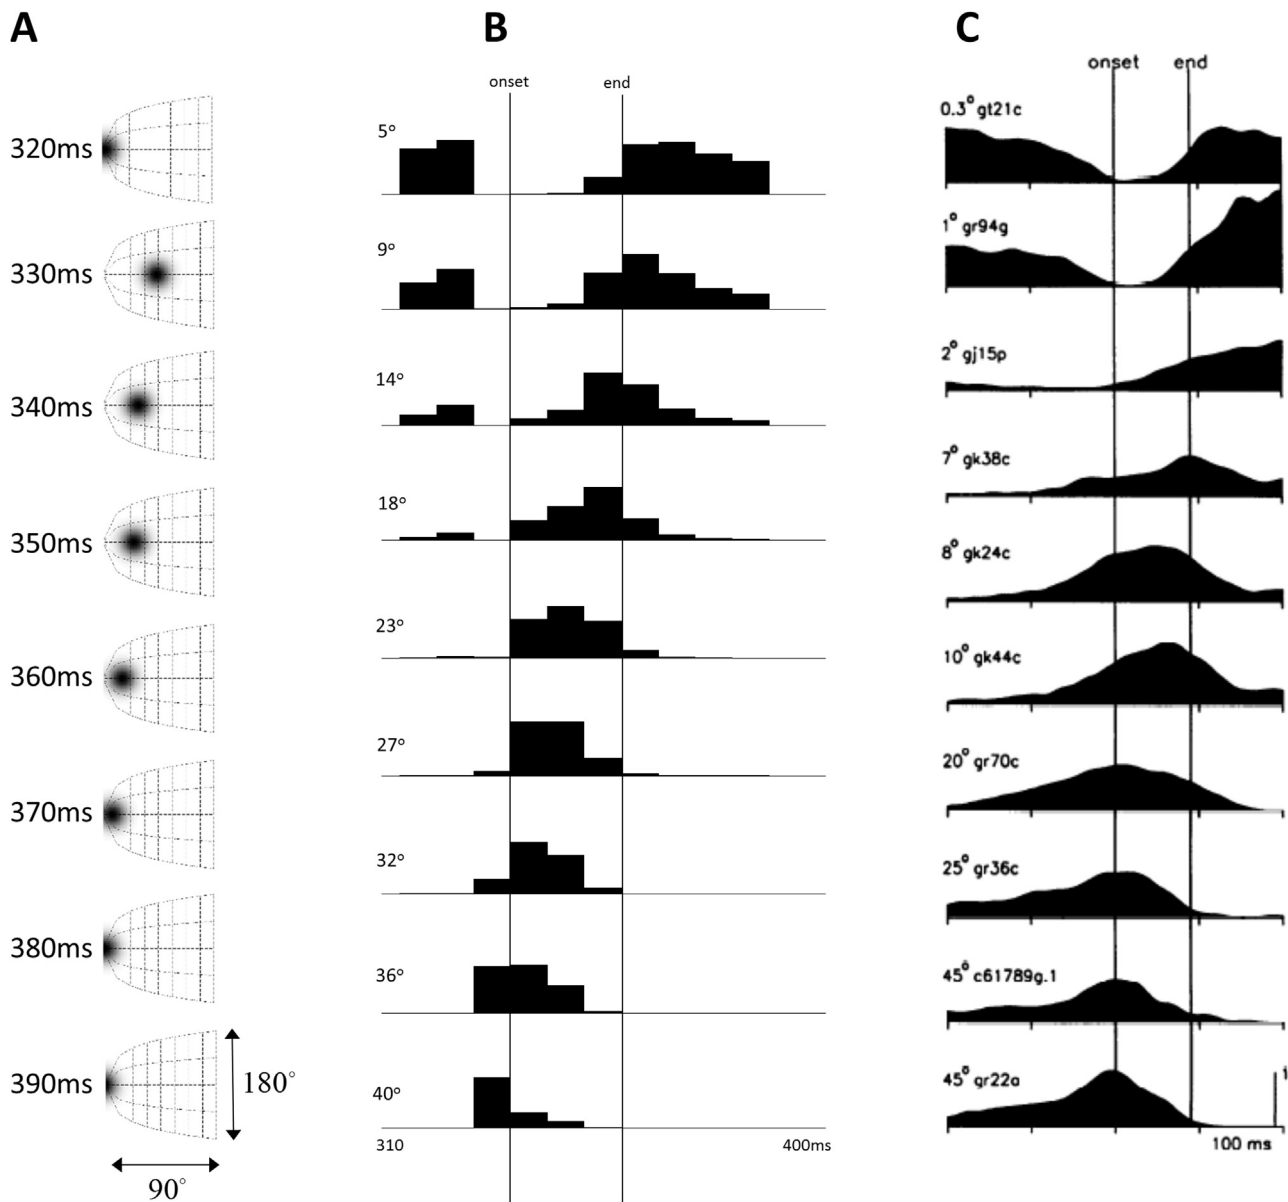 A
320ms
330ms
340ms
350ms
360ms
370ms
380ms
390ms
180°
90°
B
onset end
5°
9°
14°
18°
23°
27°
32°
36°
40°
310 400ms
C
onset end
0.3° gt21c
1° gr94g
2° gj15p
7° gk38c
8° gk24c
10° gk44c
20° gr70c
25° gr36c
45° c61789g.1
45° gr22a
100 ms